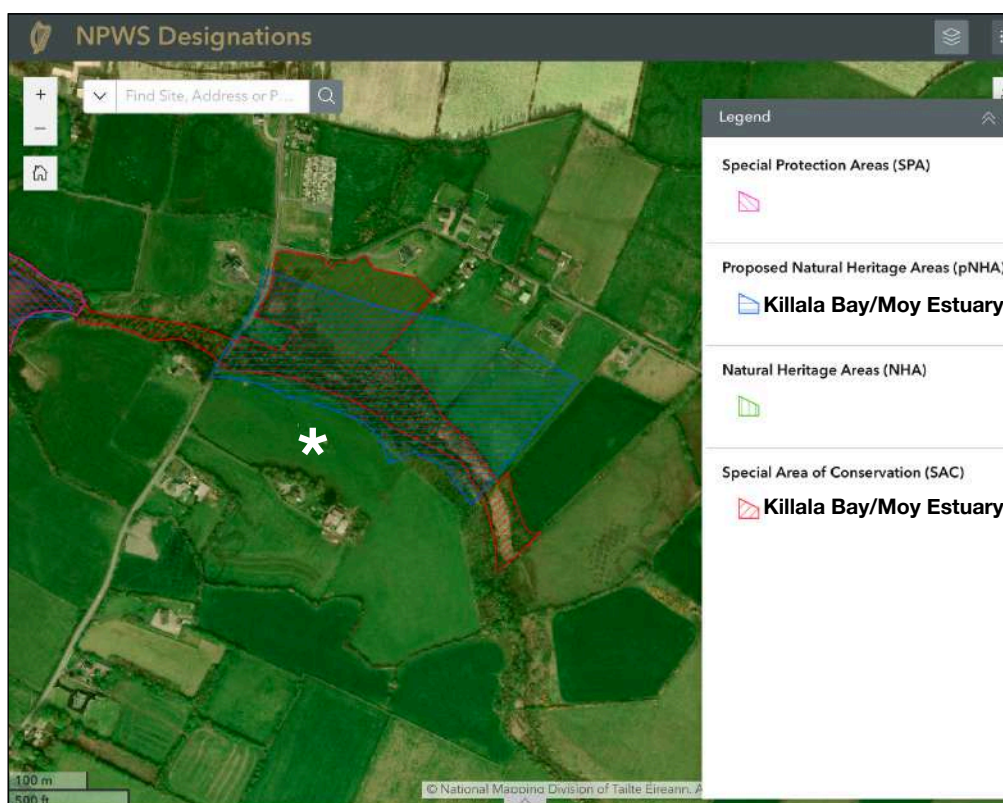 NPWS Designations
+
Find Site, Address or P...
−
Legend
Special Protection Areas (SPA)
Proposed Natural Heritage Areas (pNHA)
Killala Bay/Moy Estuary
Natural Heritage Areas (NHA)
*
Special Area of Conservation (SAC)
Killala Bay/Moy Estuary
100 m
500 ft
© National Mapping Division of Tailte Éireann. A